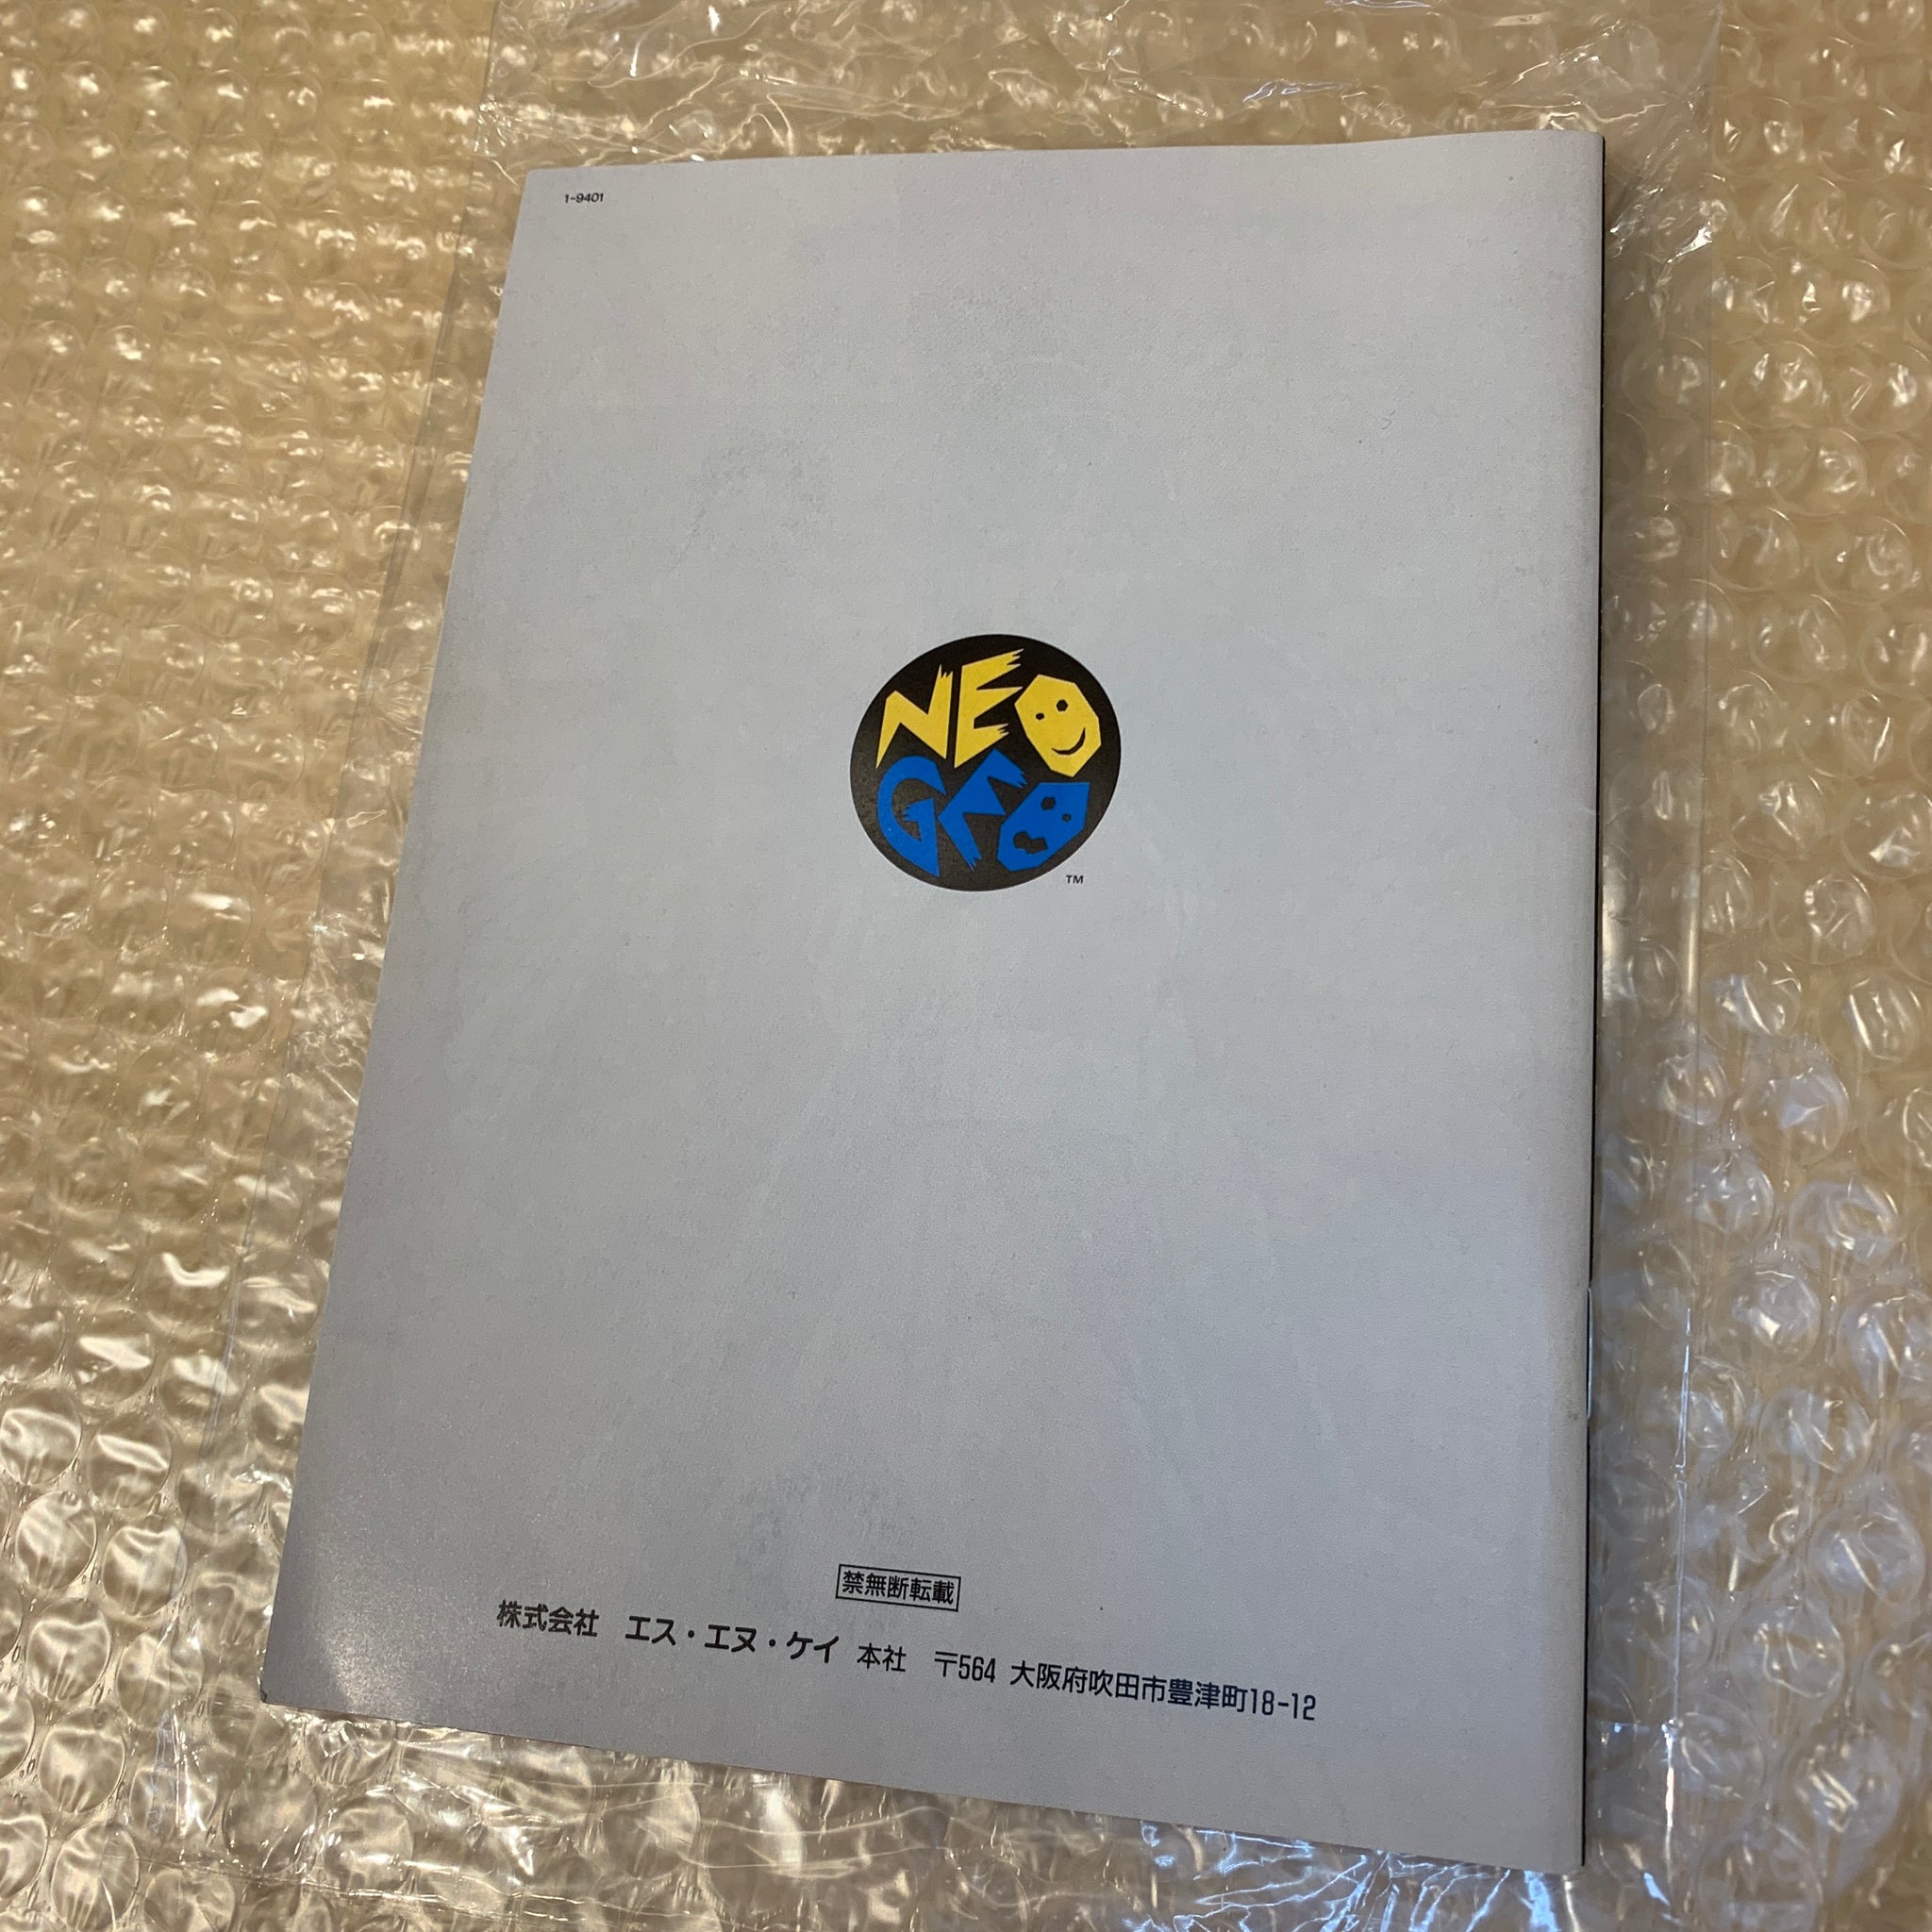 1-9401
NEO
GEO
TM
禁無断転載
株式会社 エス・エヌ・ケイ 本社 〒564 大阪府吹田市豊津町18-12